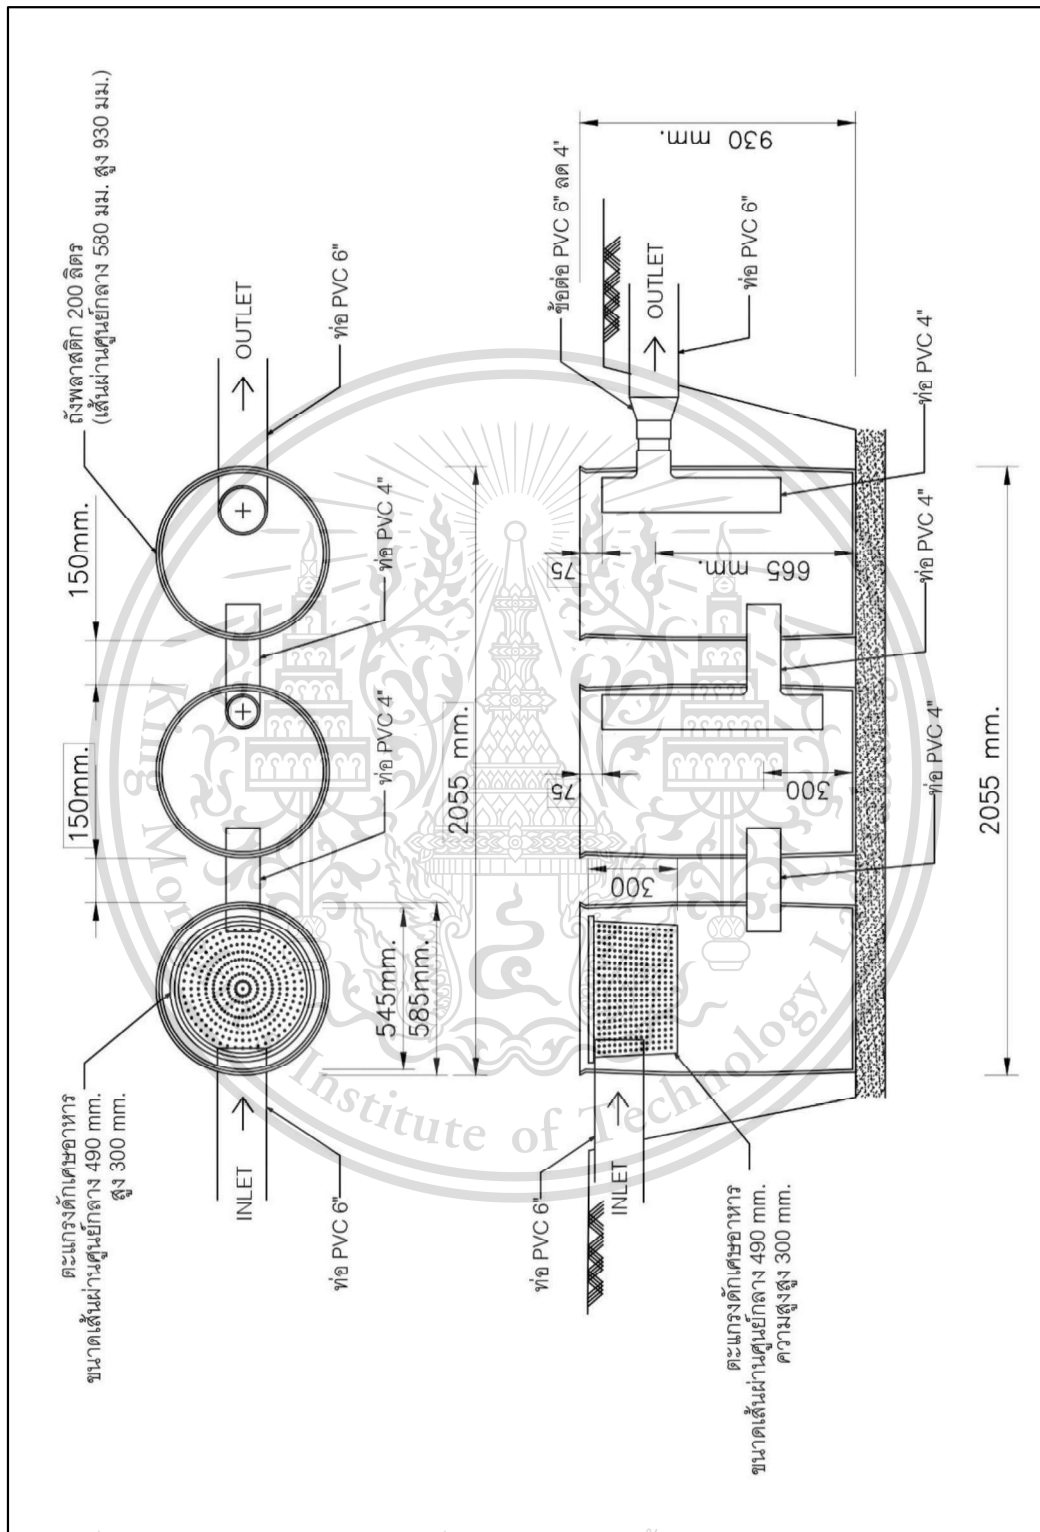 ถังพลาสติก 200 ลิตร
(เส้นผ่านศูนย์กลาง 580 มม. สูง 930 มม.)
ตะแกรงดักเศษอาหาร
ขนาดเส้นผ่านศูนย์กลาง 490 mm.
สูง 300 mm.
150mm.
150mm.
INLET
OUTLET
545mm.
585mm.
ท่อ PVC 6"
ท่อ PVC 4"
ท่อ PVC 4"
ท่อ PVC 6"
2055 mm.
ท่อ PVC 6"
INLET
300
75
300
75
665 mm.
ข้อต่อ PVC 6" ลด 4"
OUTLET
ท่อ PVC 6"
930 mm.
ตะแกรงดักเศษอาหาร
ขนาดเส้นผ่านศูนย์กลาง 490 mm.
ความสูงสูง 300 mm.
ท่อ PVC 4"
ท่อ PVC 4"
ท่อ PVC 4"
2055 mm.
King Mon
Institute of Technology L